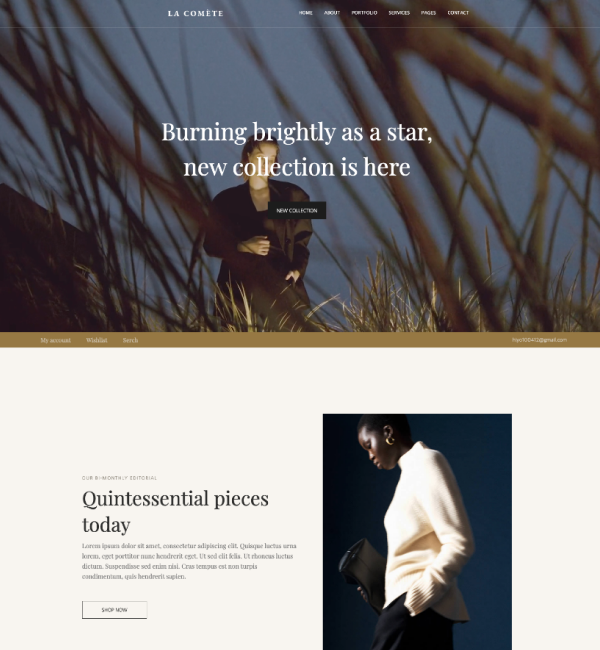 LA COMÈTE
HOME ABOUT PORTFOLIO SERVICES PAGES CONTACT
Burning brightly as a star,
new collection is here
NEW COLLECTION
My account Wishlist Serch
OUR BI-MONTHLY EDITORIAL
Quintessential pieces
today
Lorem ipsum dolor sit amet, consectetur adipiscing elit. Quisque luctus urna
lorem, eget porttitor nunc hendrerit eget. Ut sed elit felis. Ut rhoncus luctus
dictum. Suspendisse sed enim nisi. Cras tempus est non turpis
condimentum, quis hendrerit sapien.
SHOP NOW